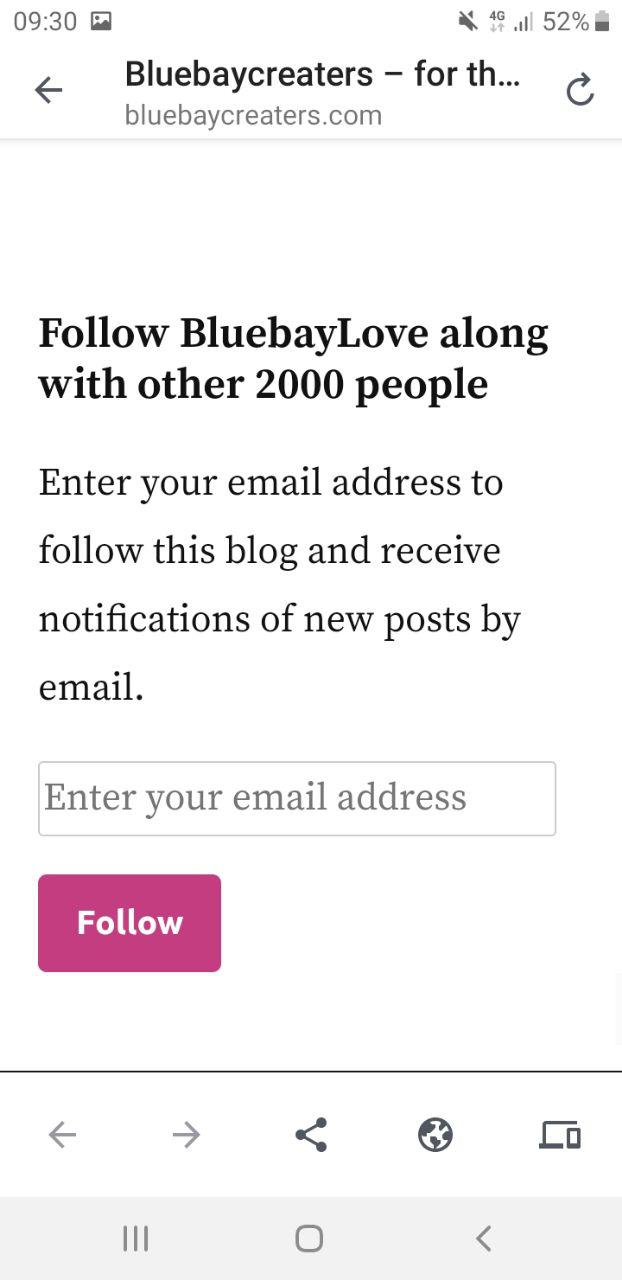 09:30
4G
52%
Bluebaycreaters – for th...
bluebaycreaters.com
Follow BluebayLove along
with other 2000 people
Enter your email address to
follow this blog and receive
notifications of new posts by
email.
Enter your email address
Follow